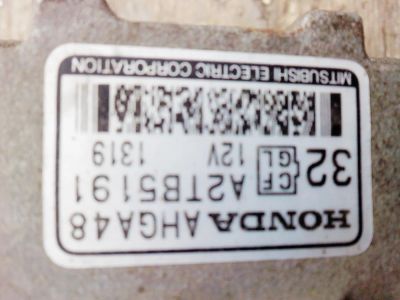 HONDA AHGA48
32 CF GL A2TB5191
12V 1319
MITSUBISHI ELECTRIC CORPORATION